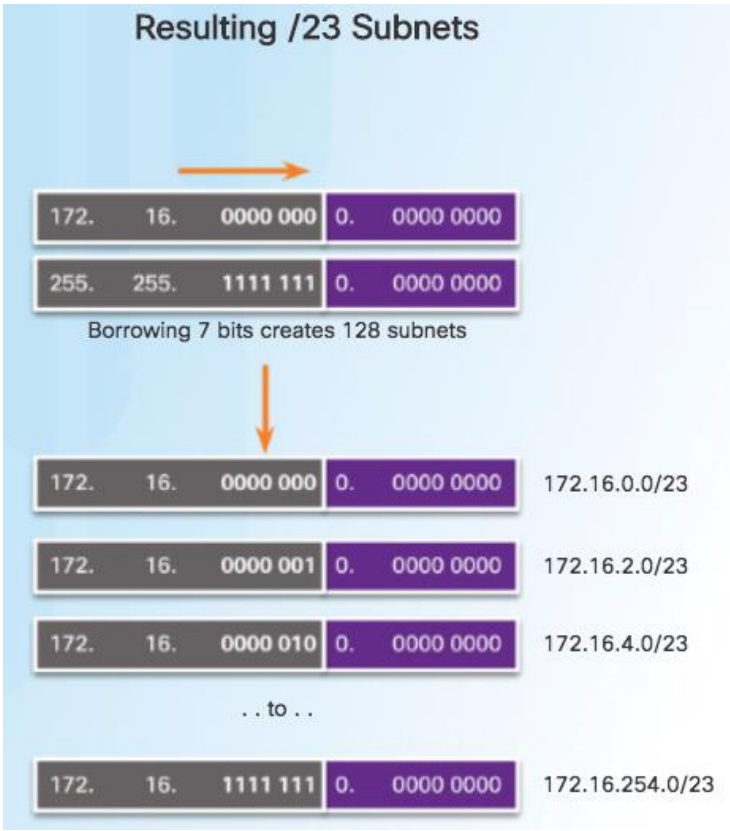 Resulting /23 Subnets
172. 16. 0000 000 0. 0000 0000
255. 255. 1111 111 0. 0000 0000
Borrowing 7 bits creates 128 subnets
172. 16. 0000 000 0. 0000 0000 172.16.0.0/23
172. 16. 0000 001 0. 0000 0000 172.16.2.0/23
172. 16. 0000 010 0. 0000 0000 172.16.4.0/23
. . to . .
172. 16. 1111 111 0. 0000 0000 172.16.254.0/23